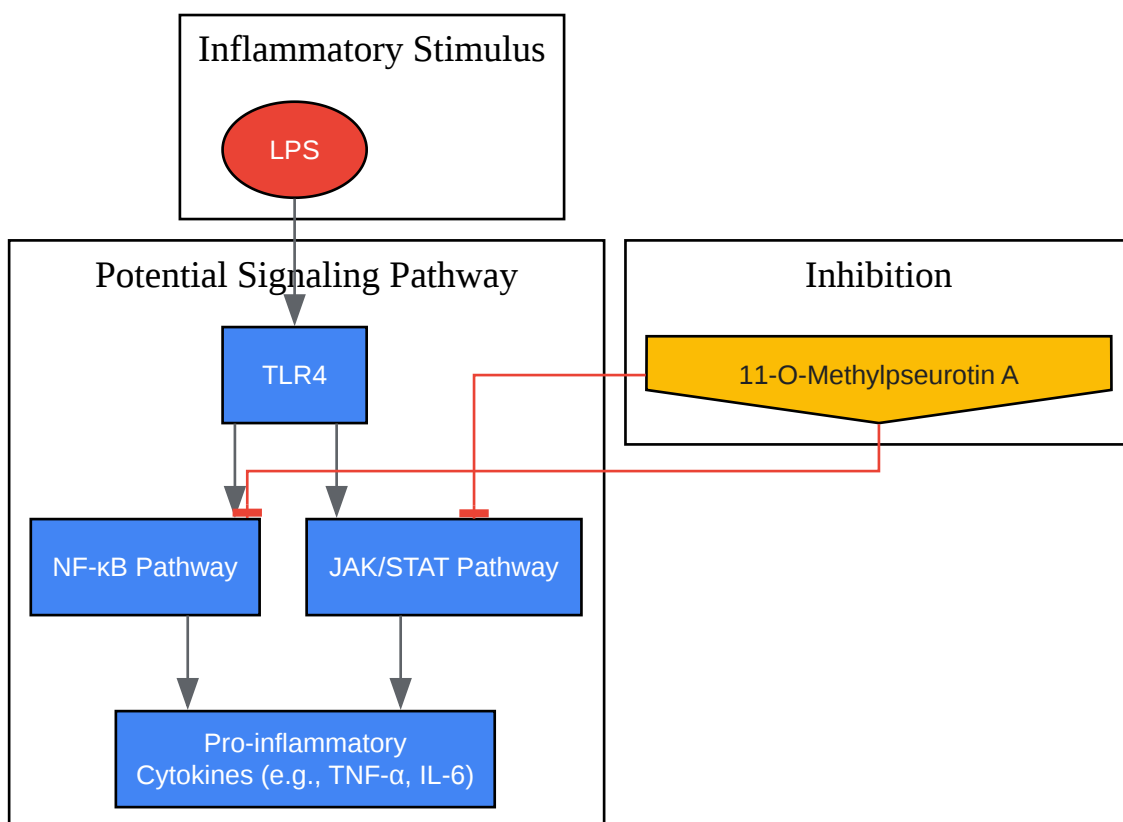 Inflammatory Stimulus
LPS
Potential Signaling Pathway
Inhibition
TLR4
11-O-Methylpseurotin A
NF-κB Pathway
JAK/STAT Pathway
Pro-inflammatory
Cytokines (e.g., TNF-α, IL-6)